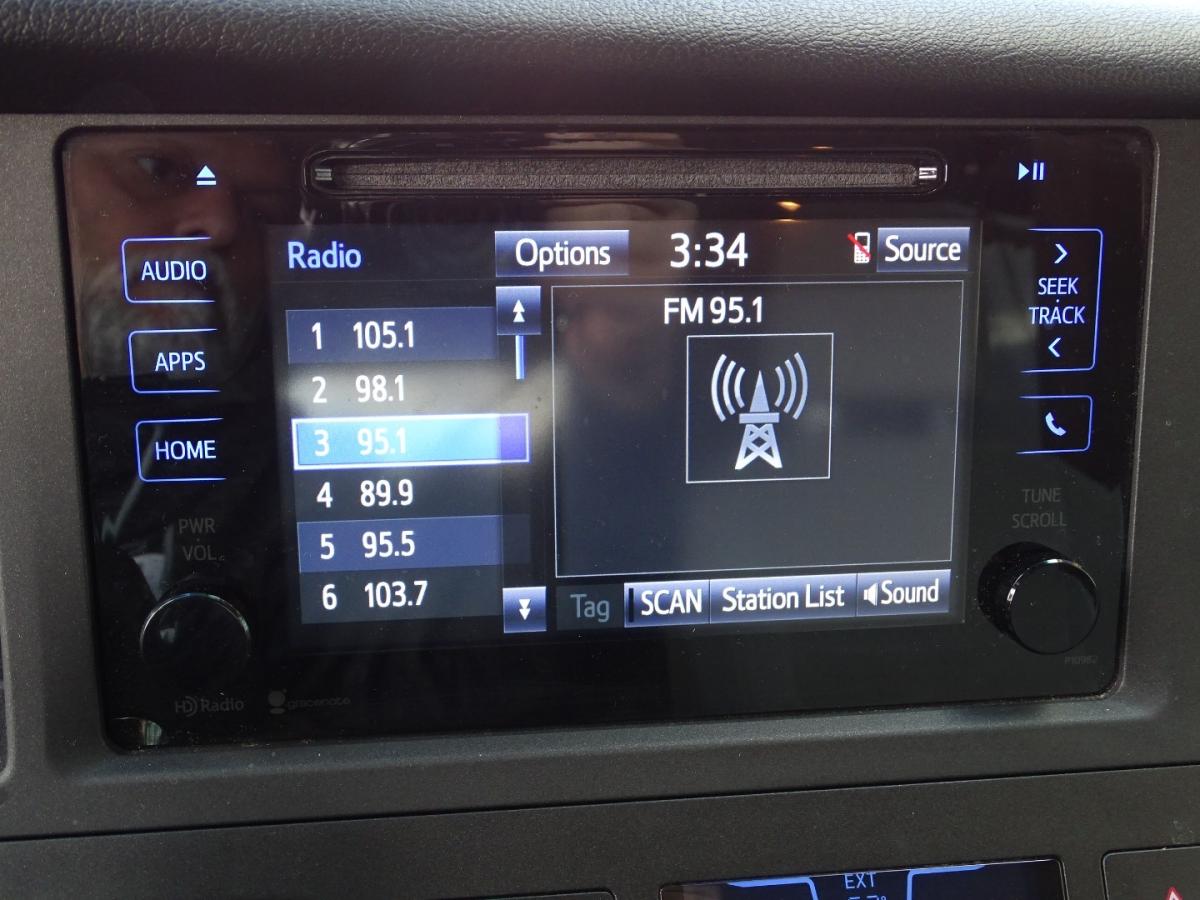 Radio Options 3:34 Source
AUDIO
APPS
HOME
PWR
VOL
1 105.1
2 98.1
3 95.1
4 89.9
5 95.5
6 103.7
FM 95.1
Tag SCAN Station List Sound
SEEK
TRACK
TUNE
SCROLL
HD Radio gracenote
P10982
EXT